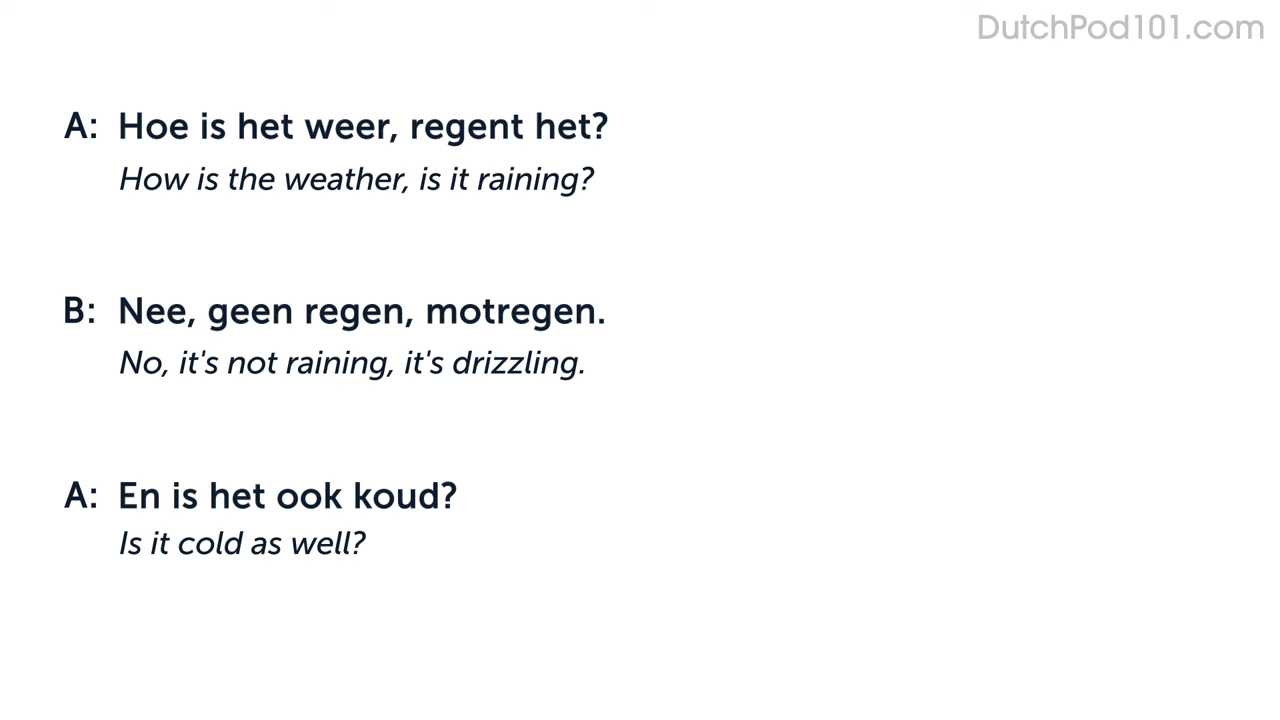 DutchPod101.com
A: Hoe is het weer, regent het?
How is the weather, is it raining?
B: Nee, geen regen, motregen.
No, it's not raining, it's drizzling.
A: En is het ook koud?
Is it cold as well?